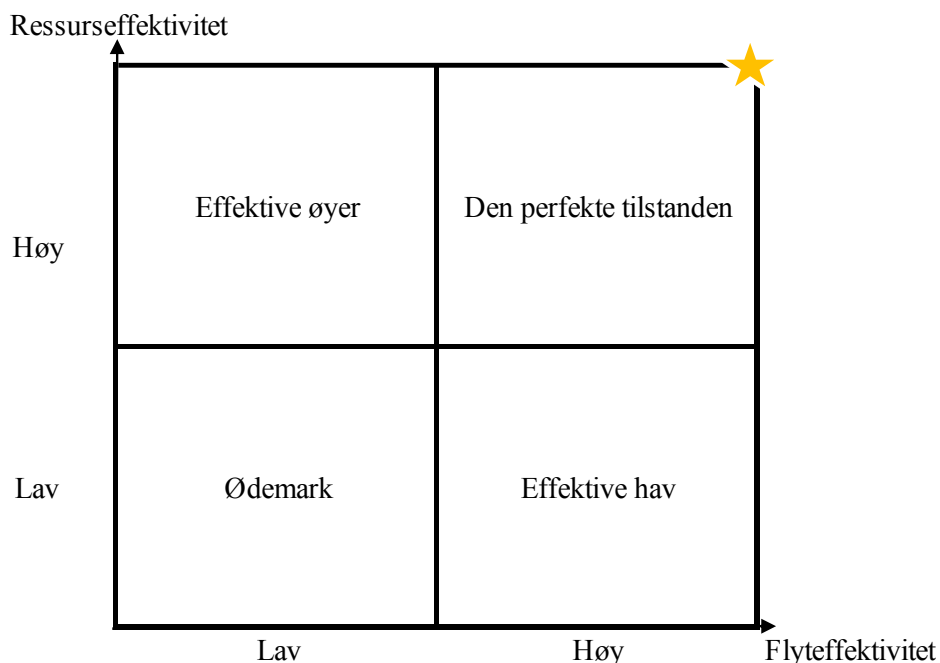 Ressurseffektivitet
Effektive øyer
Den perfekte tilstanden
Høy
Lav
Ødemark
Effektive hav
Lav
Høy
Flyteffektivitet